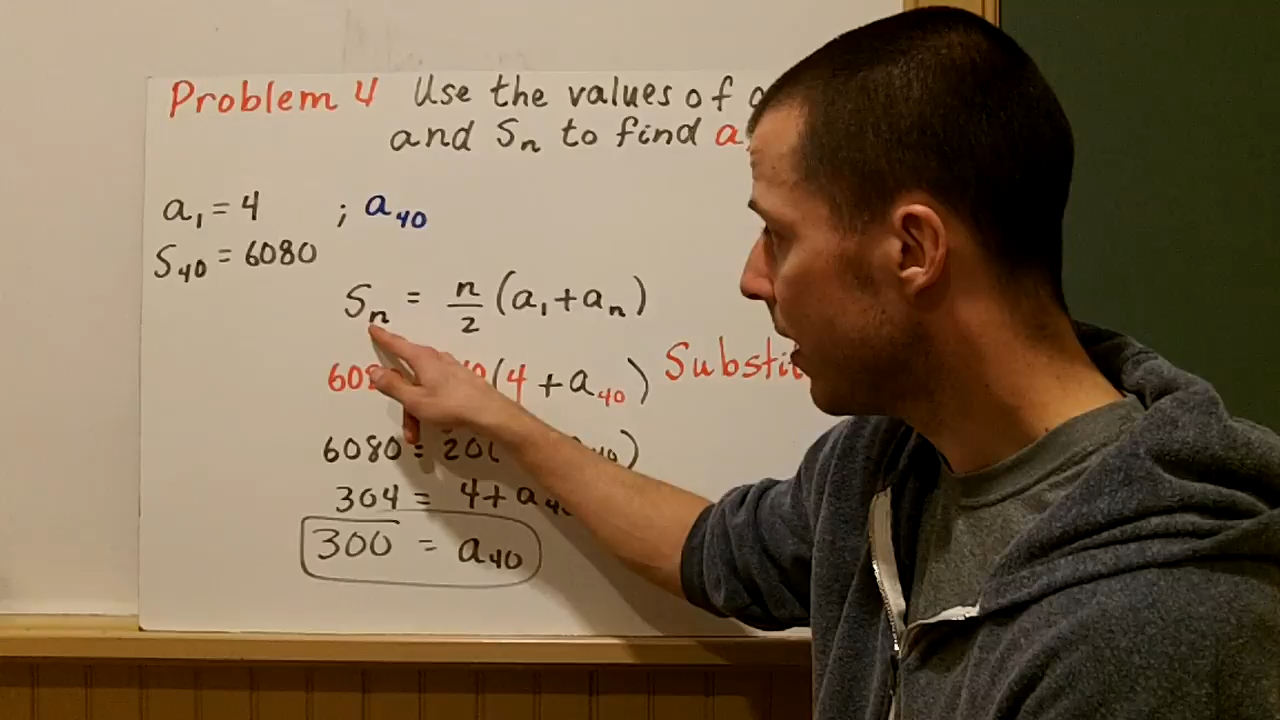 Problem 4 Use the values of
and Sn to find a
a1 = 4 ; a40
S40 = 6080
Sn = n/2 (a1 + an)
(4 + a40) Substit
6080 =
304 = 4 + a
300 = a40